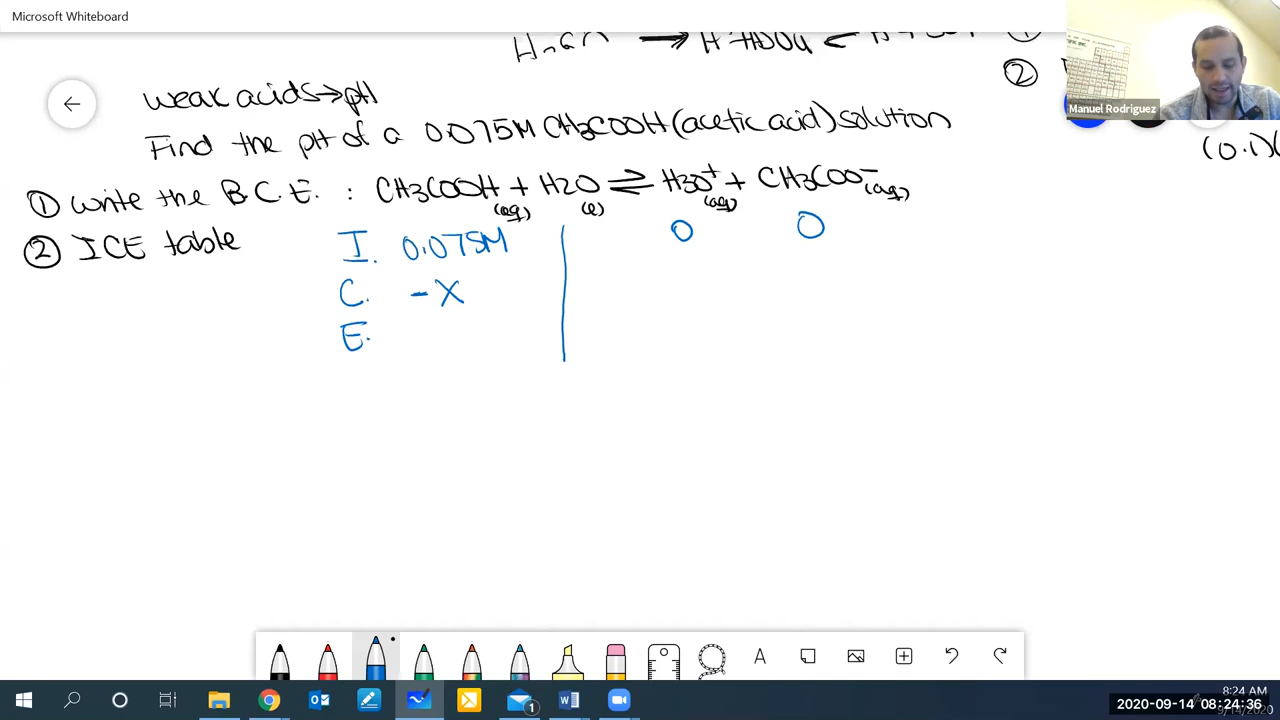 Microsoft Whiteboard
②
weak acids→pH
Manuel Rodriguez
Find the pH of a 0.075M CH3COOH (acetic acid) solution
(0.1)(
① write the B.C.E. : CH3COOH(aq) + H2O(l) ⇌ H3O+(aq) + CH3COO-(aq)
② ICE table
I. 0.075M 0 0
C. -X
E.
A
W
1
8:24 AM
2020-09-14 08:24:36